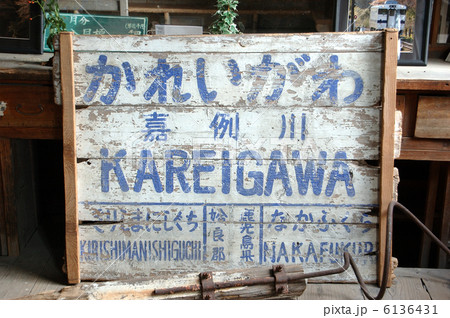 かれいがわ
嘉例川
KAREIGAWA
きりしまにしぐち 姶良郡 鹿児島県 なかふくら
KIRISHIMANISHIGUCHI NAKAFUKUR